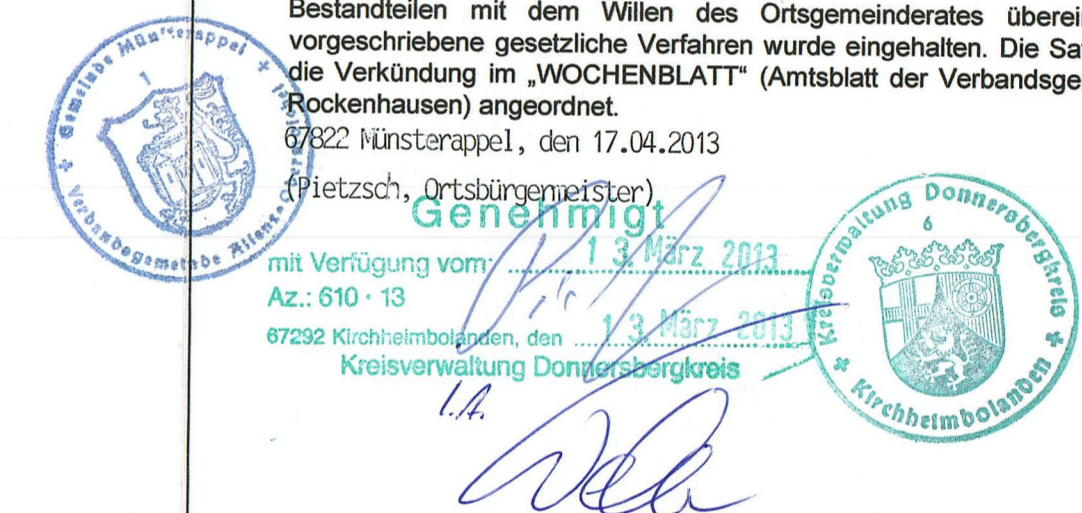 Bestandteilen mit dem Willen des Ortsgemeinderates überei
vorgeschriebene gesetzliche Verfahren wurde eingehalten. Die Sa
die Verkündung im „WOCHENBLATT“ (Amtsblatt der Verbandsge
Rockenhausen) angeordnet.
67822 Münsterappel, den 17.04.2013
(Pietzsch, Ortsbürgermeister)
Gemeinde Münsterappel
Verbandsgemeinde
Genehmigt
mit Verfügung vom: 13. März 2013
Az.: 610 · 13
67292 Kirchheimbolanden, den 13. März 2013
Kreisverwaltung Donnersbergkreis
I.A.
Kreisverwaltung Donnersbergkreis
6
Kirchheimbolanden